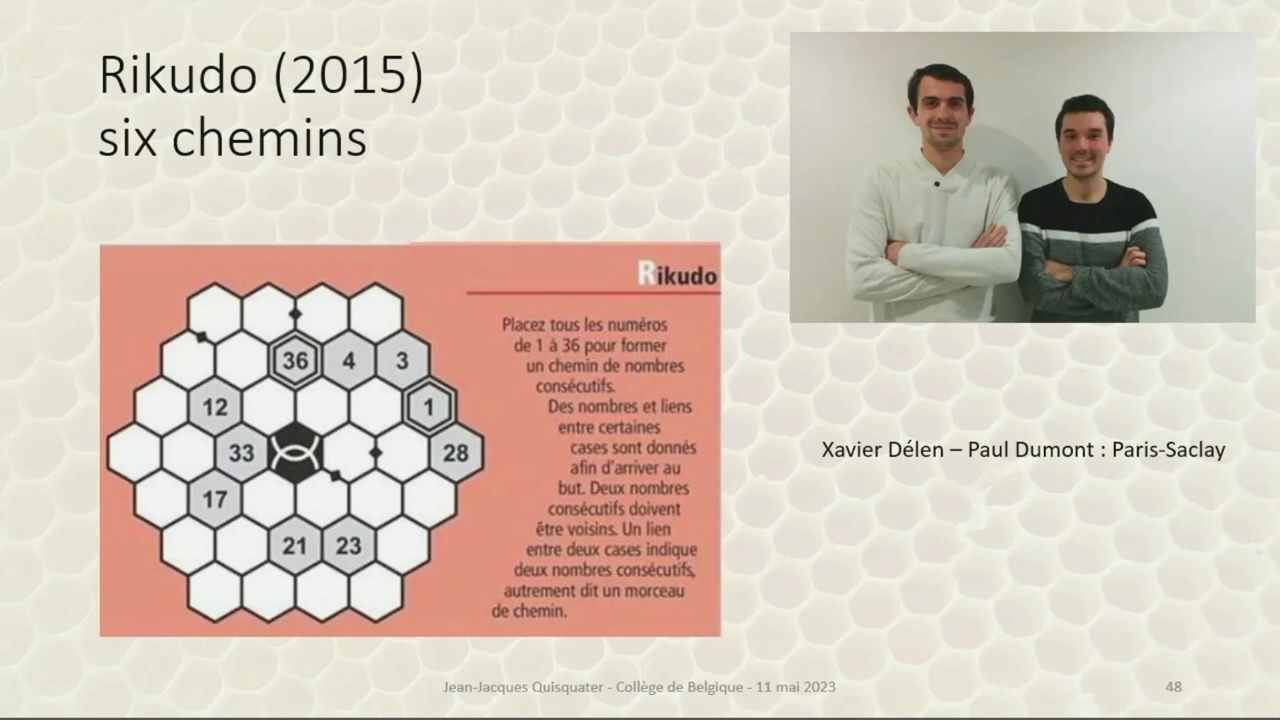 Rikudo (2015)
six chemins
Rikudo
Placez tous les numéros
de 1 à 36 pour former
un chemin de nombres
consécutifs.
Des nombres et liens
entre certaines
cases sont donnés
afin d'arriver au
but. Deux nombres
consécutifs doivent
être voisins. Un lien
entre deux cases indique
deux nombres consécutifs,
autrement dit un morceau
de chemin.
36 4 3
12 1
33 28
17
21 23
Xavier Délen – Paul Dumont : Paris-Saclay
Jean-Jacques Quisquater - Collège de Belgique - 11 mai 2023
48